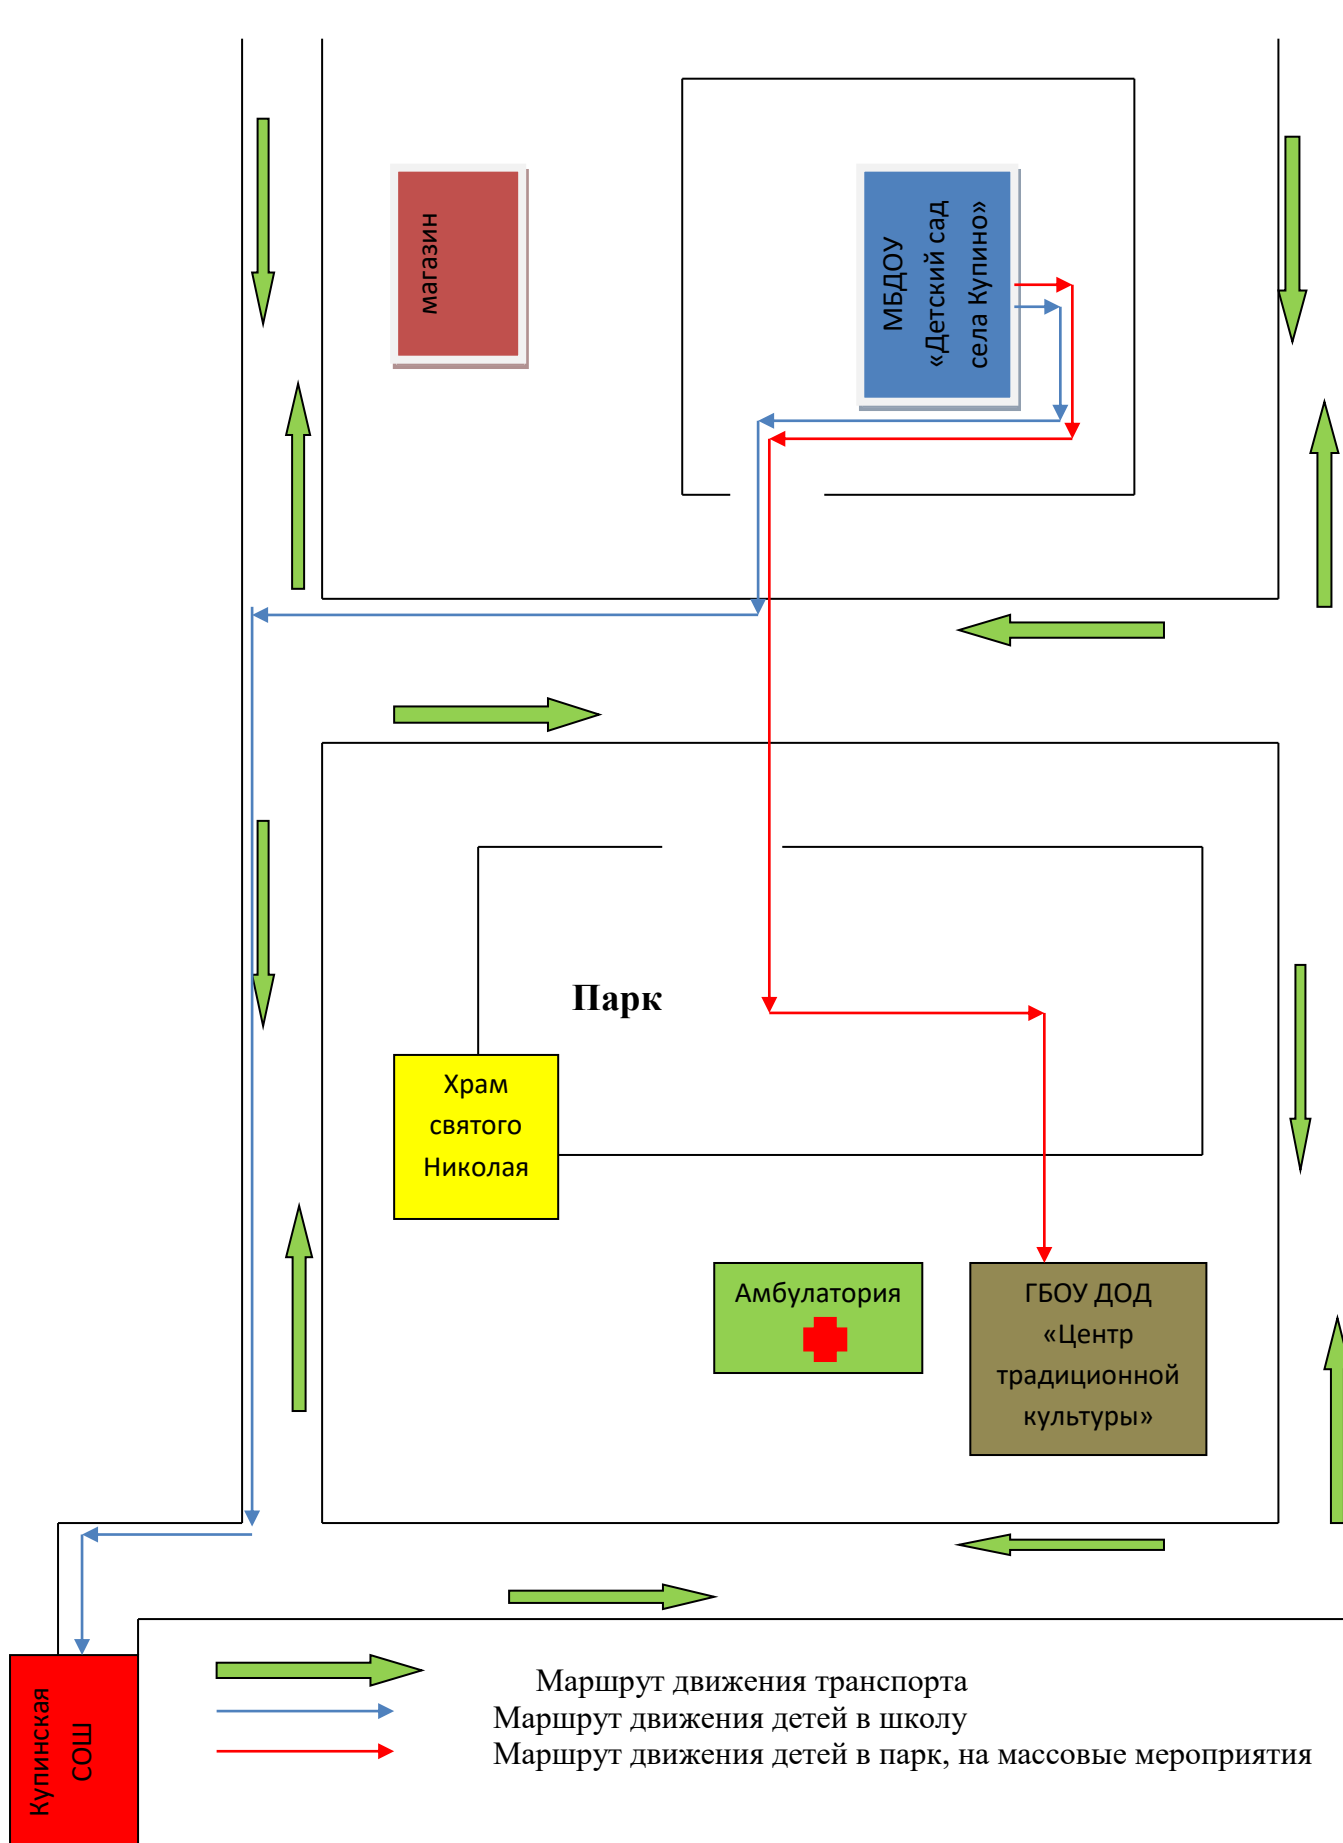 магазин
МБДОУ
«Детский сад
села Купино»
Парк
Храм
святого
Николая
Амбулатория
ГБОУ ДОД
«Центр
традиционной
культуры»
Маршрут движения транспорта
Маршрут движения детей в школу
Маршрут движения детей в парк, на массовые мероприятия
Купинская
СОШ